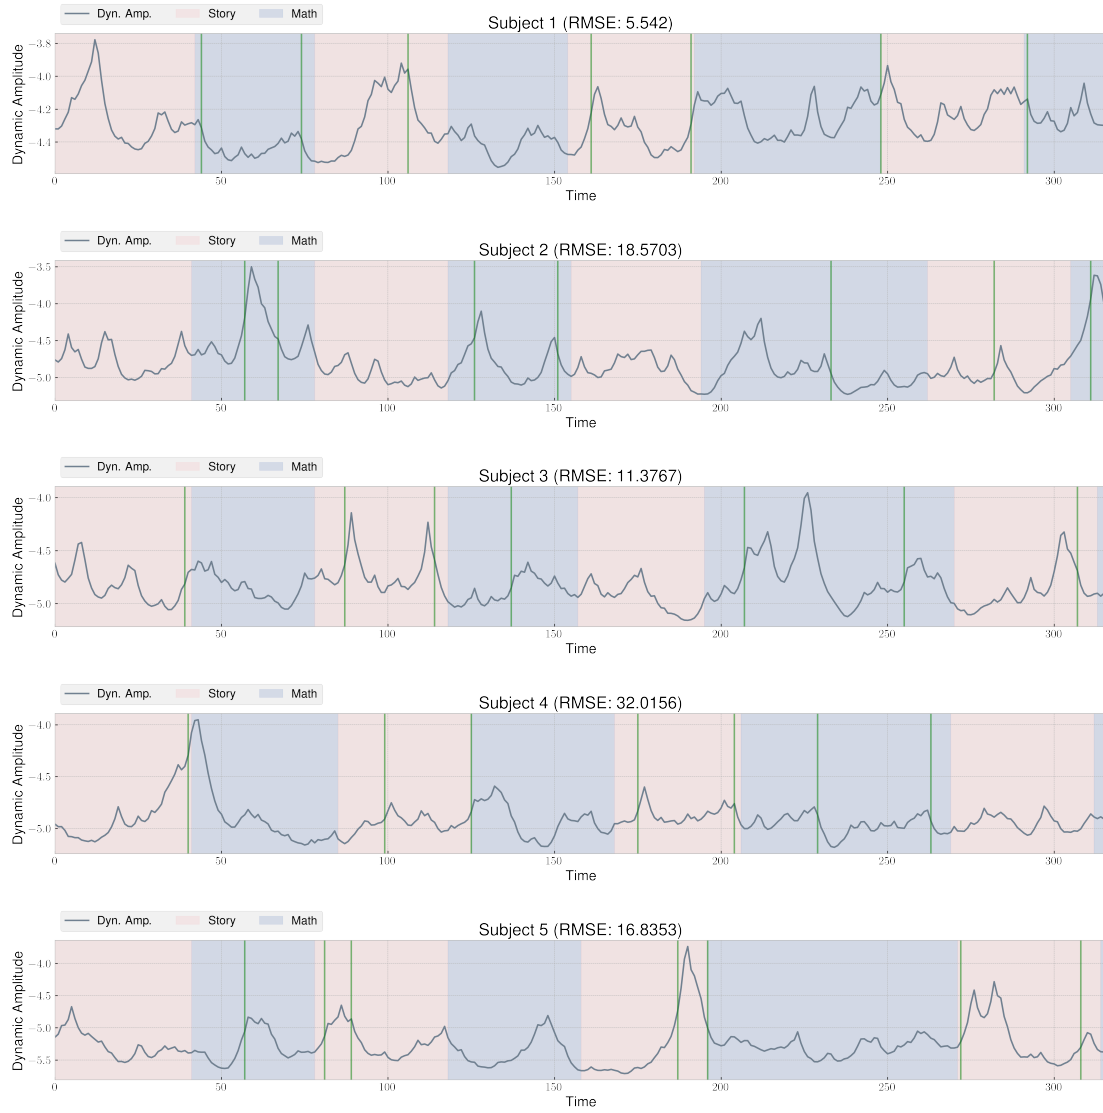 Dyn. Amp. Story Math
Subject 1 (RMSE: 5.542)
Dynamic Amplitude
−3.8
−4.0
−4.2
−4.4
0 50 100 150 200 250 300
Time
Dyn. Amp. Story Math
Subject 2 (RMSE: 18.5703)
Dynamic Amplitude
−3.5
−4.0
−4.5
−5.0
0 50 100 150 200 250 300
Time
Dyn. Amp. Story Math
Subject 3 (RMSE: 11.3767)
Dynamic Amplitude
−4.0
−4.5
−5.0
0 50 100 150 200 250 300
Time
Dyn. Amp. Story Math
Subject 4 (RMSE: 32.0156)
Dynamic Amplitude
−4.0
−4.5
−5.0
0 50 100 150 200 250 300
Time
Dyn. Amp. Story Math
Subject 5 (RMSE: 16.8353)
Dynamic Amplitude
−4.0
−4.5
−5.0
−5.5
0 50 100 150 200 250 300
Time